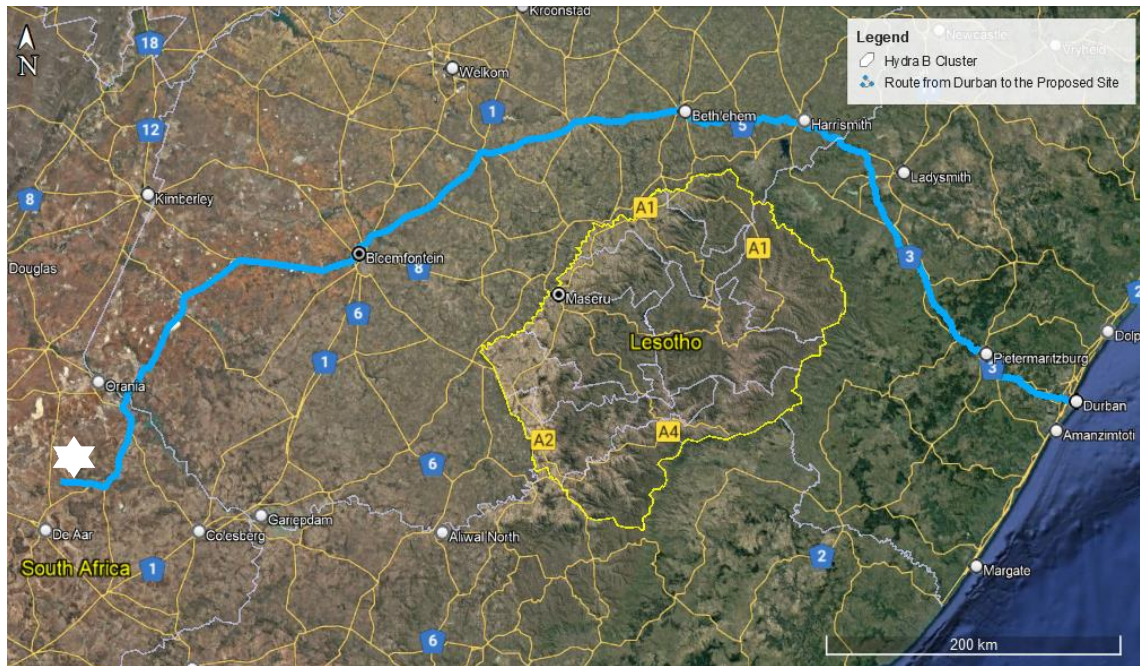 Kroonstad
Legend
Newcastle
Vryheid
Hydra B Cluster
Route from Durban to the Proposed Site
N
18
Welkom
1
12
Bethlehem
5
Harrismith
Ladysmith
8
Kimberley
A1
A1
Douglas
Bloemfontein
8
3
2
Maseru
6
Lesotho
Dolp
1
Pietermaritzburg
3
Orania
Durban
Amanzimtoti
A2
A4
6
De Aar
Colesberg
Gariepdam
Aliwal North
South Africa
1
2
Margate
6
200 km